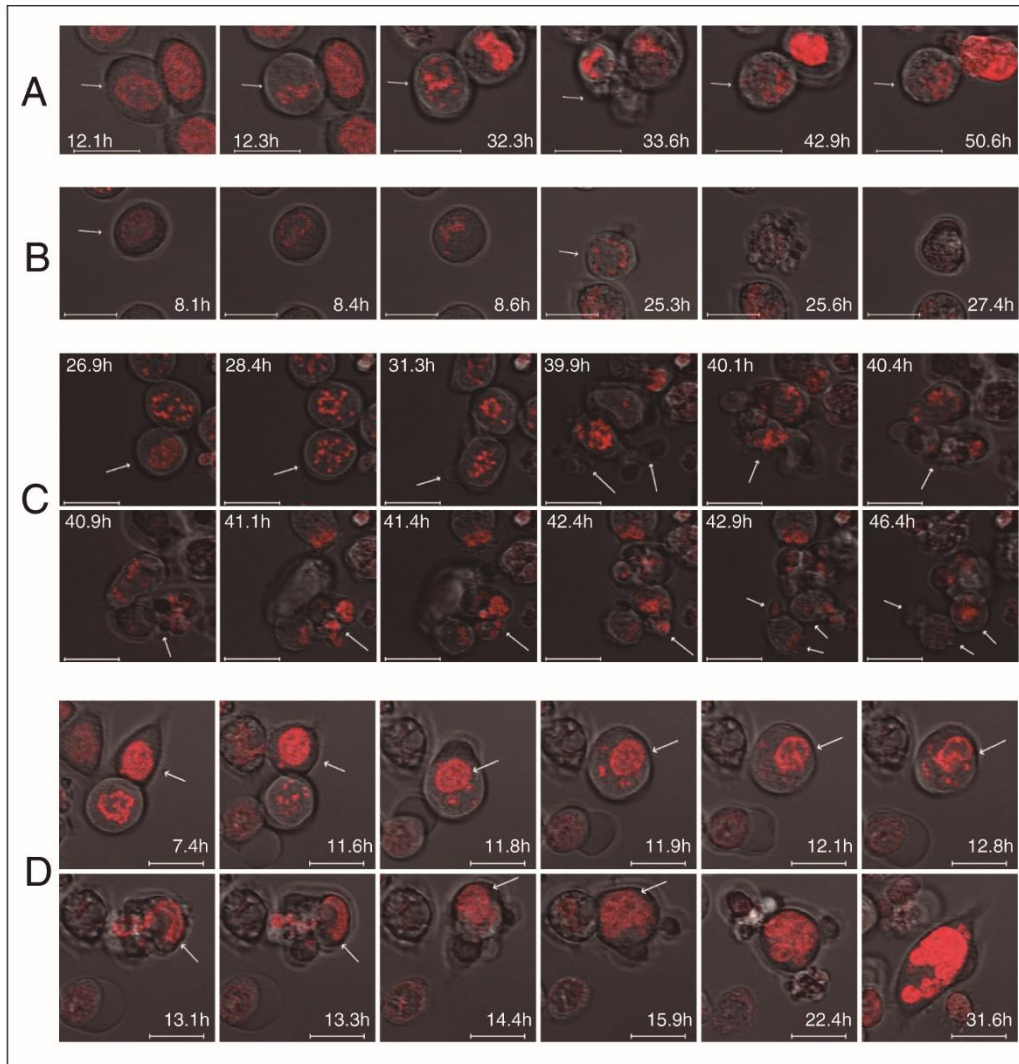 A
12.1h 12.3h 32.3h 33.6h 42.9h 50.6h
B
8.1h 8.4h 8.6h 25.3h 25.6h 27.4h
C
26.9h 28.4h 31.3h 39.9h 40.1h 40.4h
40.9h 41.1h 41.4h 42.4h 42.9h 46.4h
D
7.4h 11.6h 11.8h 11.9h 12.1h 12.8h
13.1h 13.3h 14.4h 15.9h 22.4h 31.6h